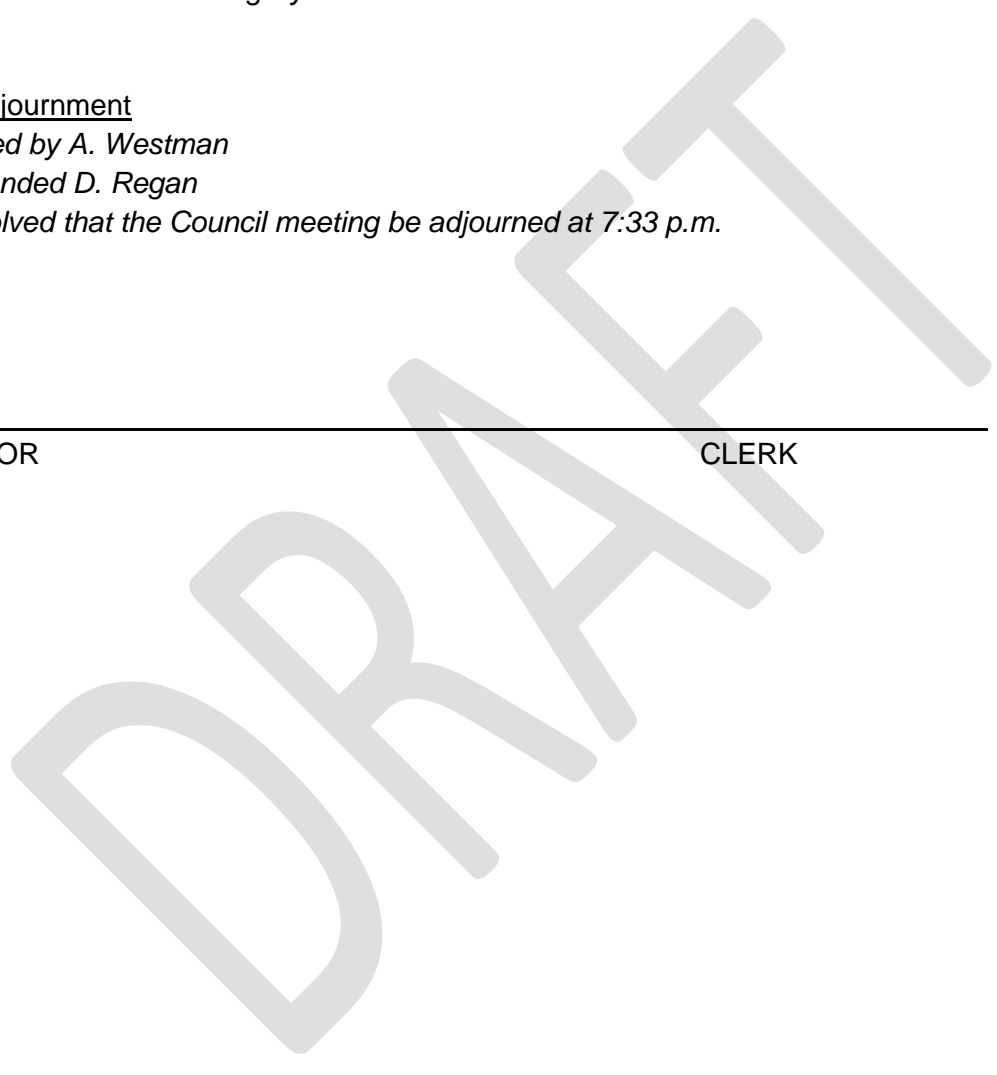 journment
ed by A. Westman
nded D. Regan
lved that the Council meeting be adjourned at 7:33 p.m.
OR CLERK
DRAFT